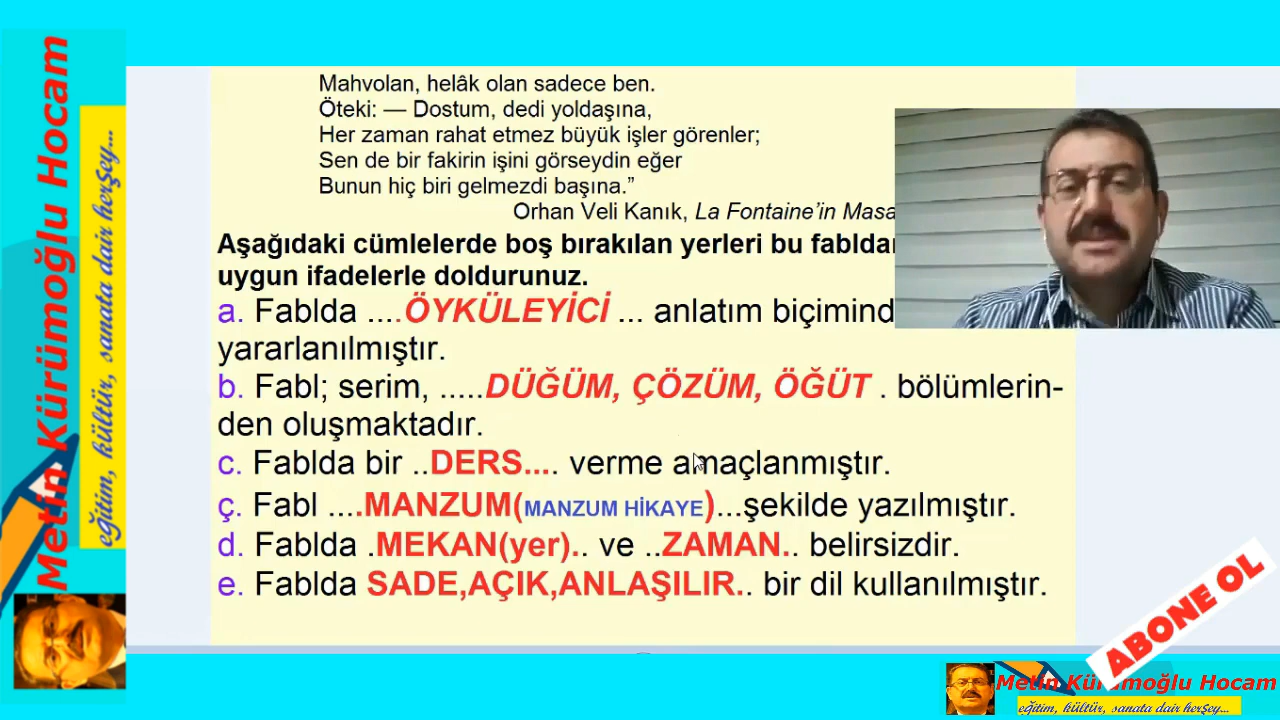 Metin Kürümoğlu Hocam
eğitim, kültür, sanata dair herşey...
Mahvolan, helâk olan sadece ben.
Öteki: — Dostum, dedi yoldaşına,
Her zaman rahat etmez büyük işler görenler;
Sen de bir fakirin işini görseydin eğer
Bunun hiç biri gelmezdi başına.”
Orhan Veli Kanık, La Fontaine’in Masa
Aşağıdaki cümlelerde boş bırakılan yerleri bu fabldan
uygun ifadelerle doldurunuz.
a. Fablda .....ÖYKÜLEYİCİ ... anlatım biçimind
yararlanılmıştır.
b. Fabl; serim, .....DÜĞÜM, ÇÖZÜM, ÖĞÜT . bölümlerin-
den oluşmaktadır.
c. Fablda bir ..DERS.... verme amaçlanmıştır.
ç. Fabl ....MANZUM(MANZUM HİKAYE)...şekilde yazılmıştır.
d. Fablda .MEKAN(yer).. ve ..ZAMAN.. belirsizdir.
e. Fablda SADE,AÇIK,ANLAŞILIR.. bir dil kullanılmıştır.
ABONE OL
Metin Kürümoğlu Hocam
eğitim, kültür, sanata dair herşey...